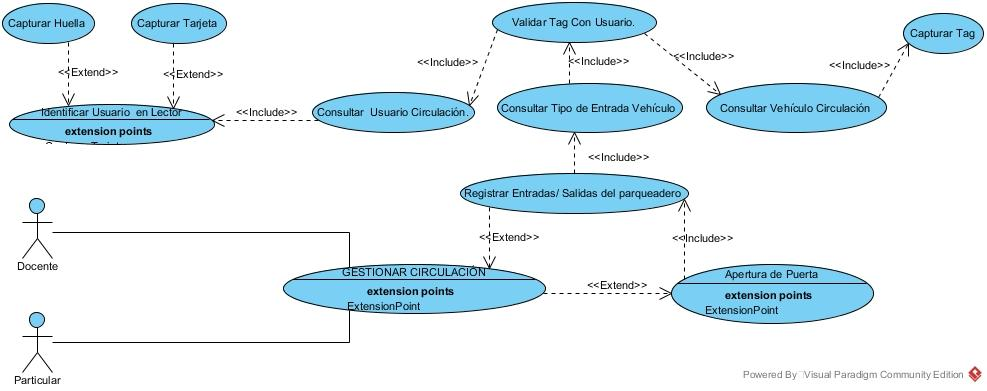 Capturar Huella
Capturar Tarjeta
Validar Tag Con Usuario.
Capturar Tag
<<Extend>>
<<Extend>>
<<Include>>
<<Include>>
<<Include>>
<<Include>>
Identificar Usuario en Lector
extension points
<<Include>>
Consultar Usuario Circulación.
Consultar Tipo de Entrada Vehículo
Consultar Vehículo Circulación
<<Include>>
Registrar Entradas/ Salidas del parqueadero
<<Extend>>
<<Include>>
Docente
GESTIONAR CIRCULACIÓN
extension points
ExtensionPoint
<<Extend>>
Apertura de Puerta
extension points
ExtensionPoint
Particular
Powered By Visual Paradigm Community Edition